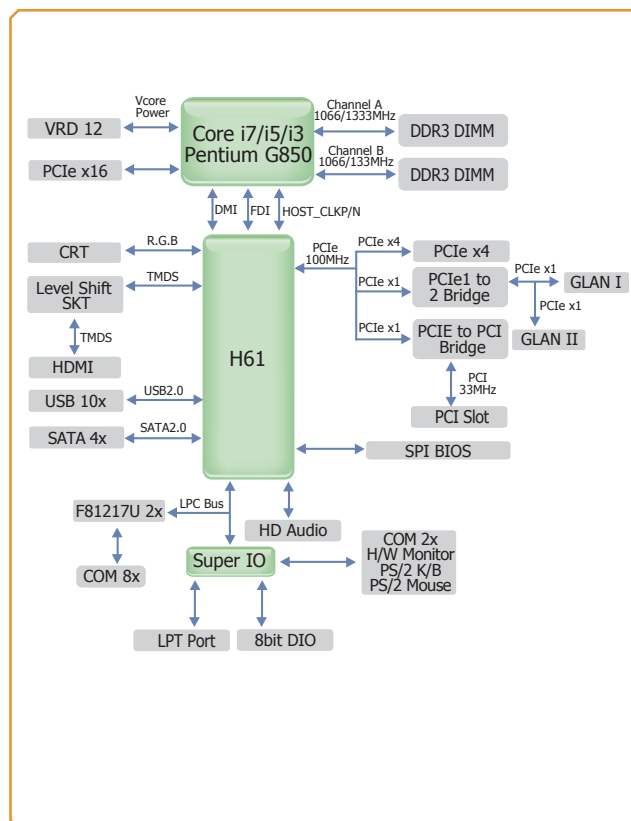 Vcore
Power
Channel A
1066/1333MHz
VRD 12
Core i7/i5/i3
Pentium G850
DDR3 DIMM
Channel B
1066/133MHz
PCIe x16
DDR3 DIMM
DMI
FDI
HOST_CLKP/N
R.G.B
CRT
PCIe
100MHz
PCIe x4
PCIe x4
TMDS
Level Shift
SKT
PCIe x1
PCIe1 to
2 Bridge
PCIe x1
GLAN I
PCIe x1
GLAN II
TMDS
HDMI
H61
PCIe x1
PCIE to PCI
Bridge
PCI
33MHz
PCI Slot
USB2.0
USB 10x
SATA2.0
SATA 4x
SPI BIOS
LPC Bus
F81217U 2x
HD Audio
COM 8x
Super IO
COM 2x
H/W Monitor
PS/2 K/B
PS/2 Mouse
LPT Port
8bit DIO